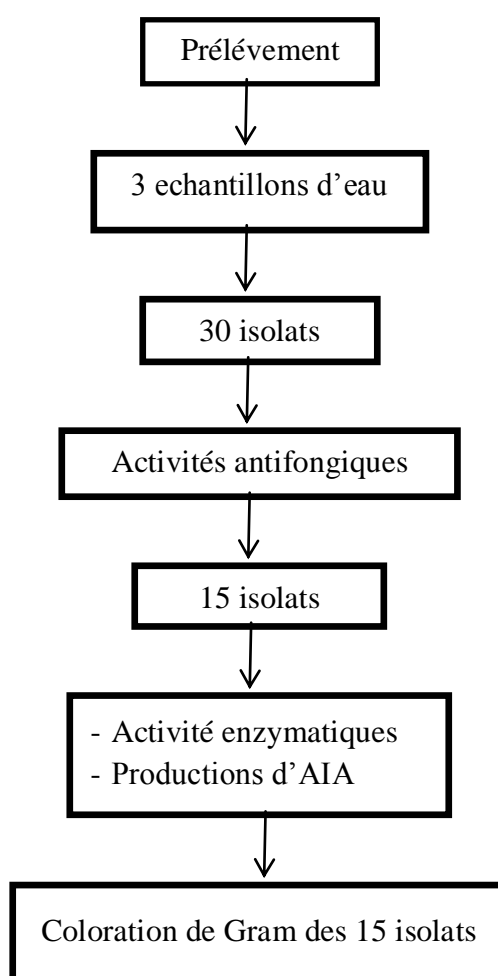 Prélévement
3 echantillons d’eau
30 isolats
Activités antifongiques
15 isolats
- Activité enzymatiques
- Productions d’AIA
Coloration de Gram des 15 isolats